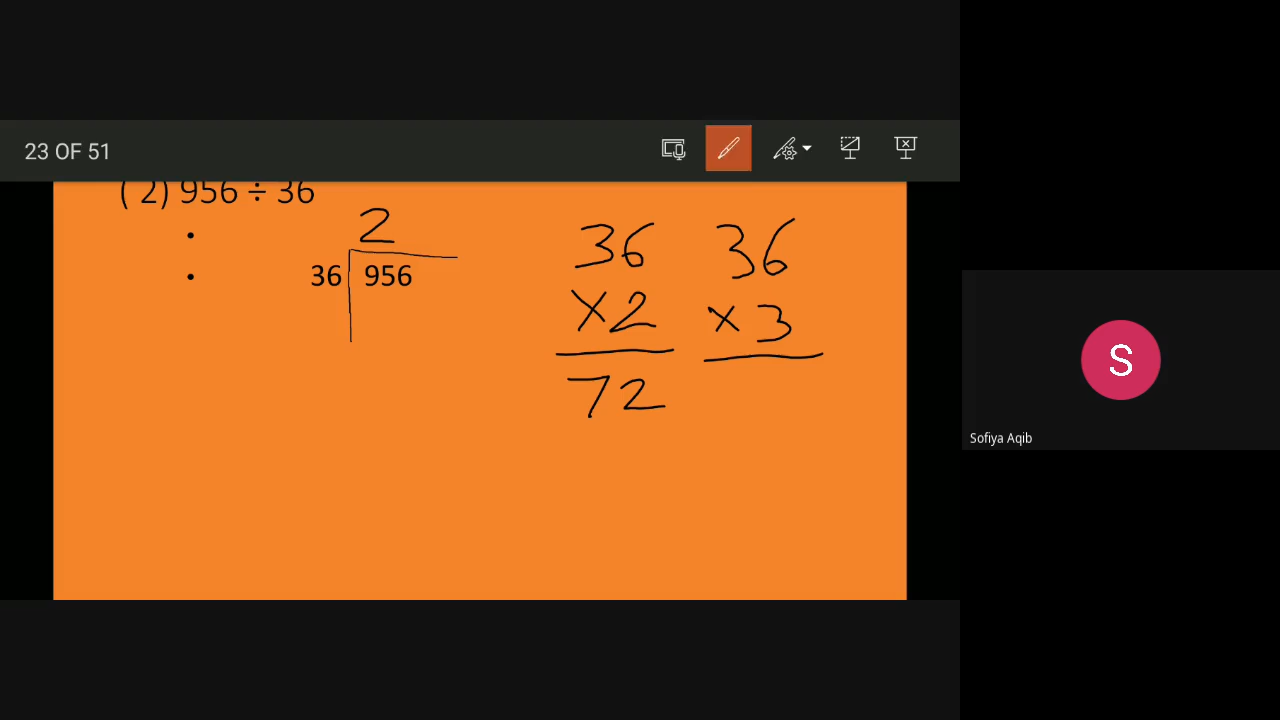 23 OF 51
( 2) 956 ÷ 36
•
•
2
36 956
36
×2
72
36
×3
S
Sofiya Aqib